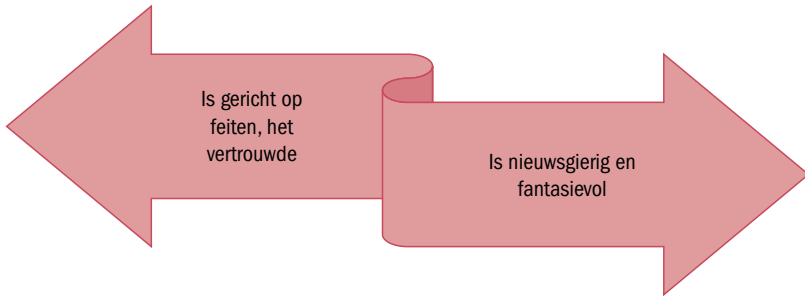 Is gericht op
feiten, het
vertrouwde
Is nieuwsgierig en
fantasievol